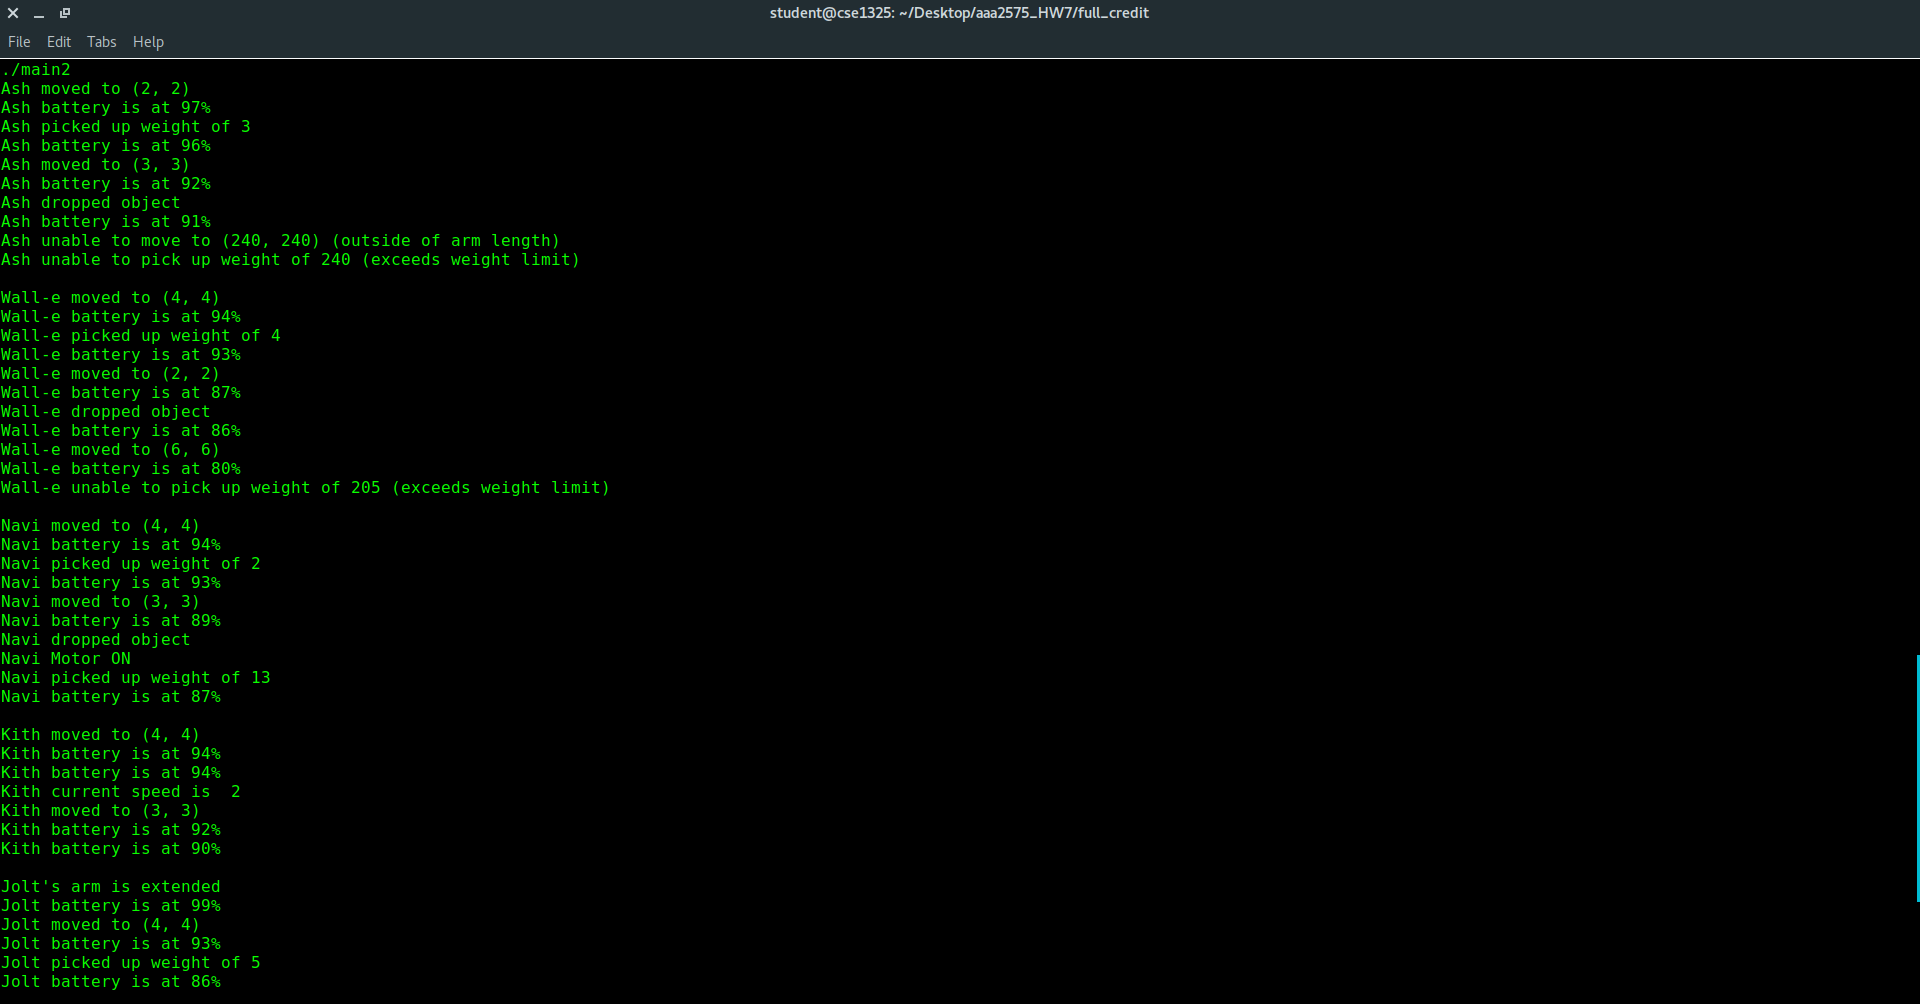 student@cse1325: ~/Desktop/aaa2575_HW7/full_credit
File Edit Tabs Help
./main2
Ash moved to (2, 2)
Ash battery is at 97%
Ash picked up weight of 3
Ash battery is at 96%
Ash moved to (3, 3)
Ash battery is at 92%
Ash dropped object
Ash battery is at 91%
Ash unable to move to (240, 240) (outside of arm length)
Ash unable to pick up weight of 240 (exceeds weight limit)

Wall-e moved to (4, 4)
Wall-e battery is at 94%
Wall-e picked up weight of 4
Wall-e battery is at 93%
Wall-e moved to (2, 2)
Wall-e battery is at 87%
Wall-e dropped object
Wall-e battery is at 86%
Wall-e moved to (6, 6)
Wall-e battery is at 80%
Wall-e unable to pick up weight of 205 (exceeds weight limit)

Navi moved to (4, 4)
Navi battery is at 94%
Navi picked up weight of 2
Navi battery is at 93%
Navi moved to (3, 3)
Navi battery is at 89%
Navi dropped object
Navi Motor ON
Navi picked up weight of 13
Navi battery is at 87%

Kith moved to (4, 4)
Kith battery is at 94%
Kith battery is at 94%
Kith current speed is  2
Kith moved to (3, 3)
Kith battery is at 92%
Kith battery is at 90%

Jolt's arm is extended
Jolt battery is at 99%
Jolt moved to (4, 4)
Jolt battery is at 93%
Jolt picked up weight of 5
Jolt battery is at 86%